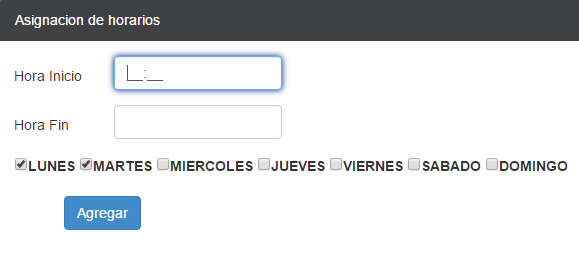 Asignacion de horarios
Hora Inicio __:__
Hora Fin
LUNES MARTES MIERCOLES JUEVES VIERNES SABADO DOMINGO
Agregar